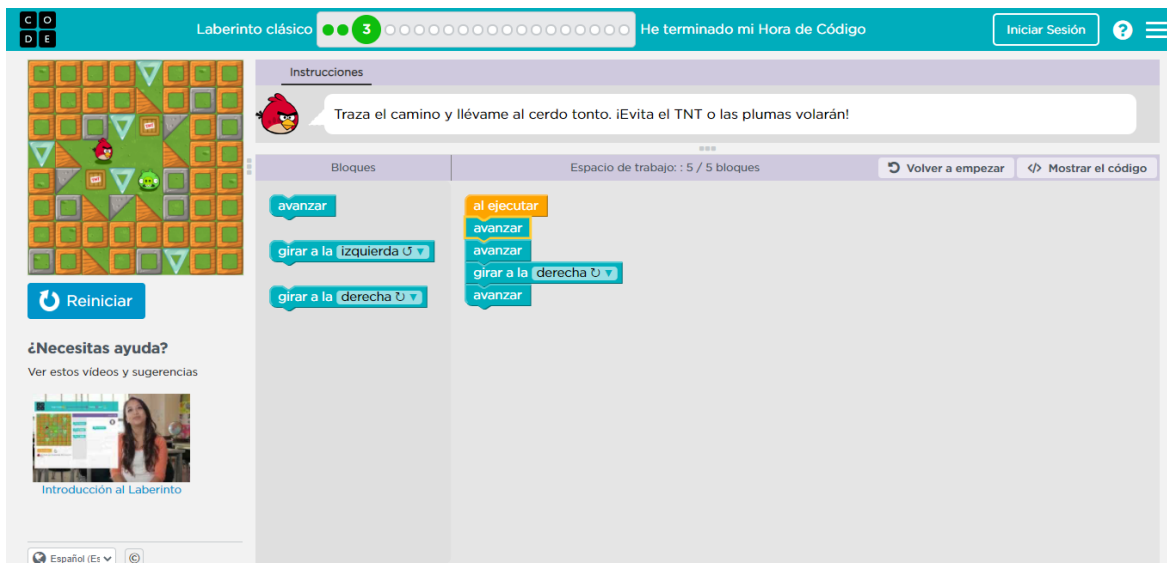 C O
D E
Laberinto clásico 3 He terminado mi Hora de Código
Iniciar Sesión ?
Instrucciones
Traza el camino y llévame al cerdo tonto. ¡Evita el TNT o las plumas volarán!
Bloques
Espacio de trabajo: : 5 / 5 bloques
Volver a empezar
</> Mostrar el código
avanzar
girar a la izquierda ↺ ▼
girar a la derecha ↻ ▼
al ejecutar
avanzar
avanzar
girar a la derecha ↻ ▼
avanzar
Reiniciar
¿Necesitas ayuda?
Ver estos vídeos y sugerencias
Introducción al Laberinto
Español (Es
©